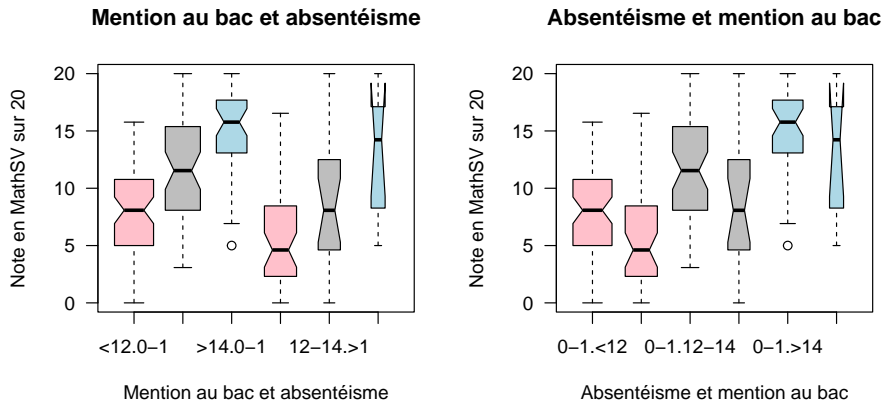 Mention au bac et absentéisme
Note en MathSV sur 20
20
15
10
5
0
<12.0−1
>14.0−1
12−14.>1
Mention au bac et absentéisme
Absentéisme et mention au bac
Note en MathSV sur 20
20
15
10
5
0
0−1.<12
0−1.12−14
0−1.>14
Absentéisme et mention au bac